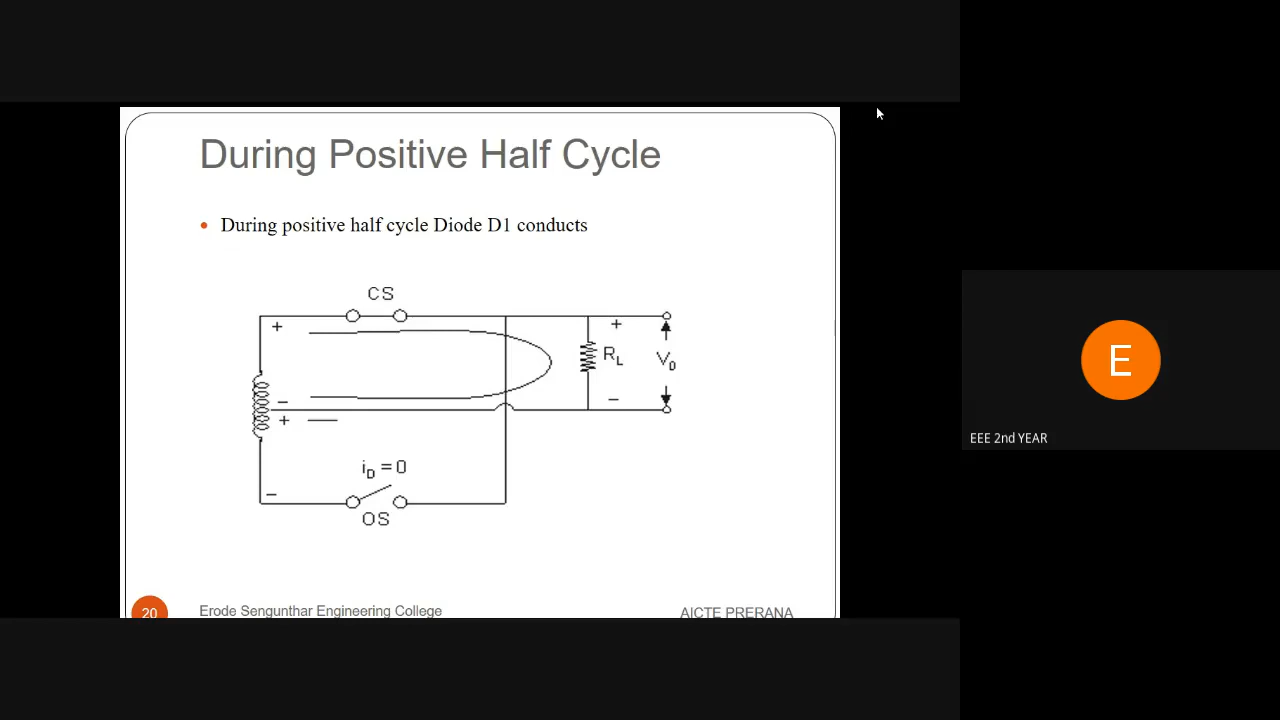 During Positive Half Cycle
During positive half cycle Diode D1 conducts
CS
+
+
RL
VD
−
−
+
iD = 0
−
OS
20
Erode Sengunthar Engineering College
AICTE PRERANA
E
EEE 2nd YEAR